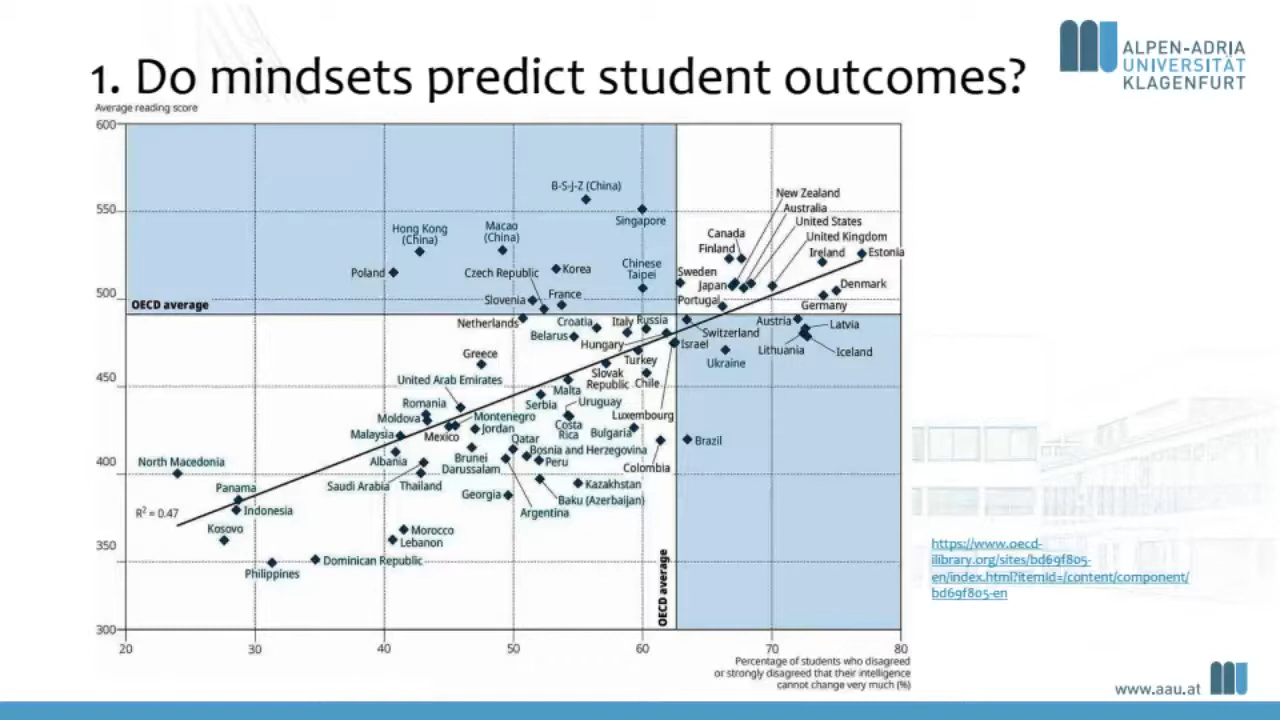 1. Do mindsets predict student outcomes?
ALPEN-ADRIA
UNIVERSITÄT
KLAGENFURT
Average reading score
600
550
500
450
400
350
300
20
30
40
50
60
70
80
B-S-J-Z (China)
Singapore
Hong Kong
(China)
Macao
(China)
Poland
Czech Republic
Korea
Chinese
Taipei
OECD average
Slovenia
France
New Zealand
Australia
United States
United Kingdom
Canada
Finland
Ireland
Estonia
Sweden
Japan
Denmark
Portugal
Germany
Netherlands
Croatia
Italy
Russia
Belarus
Hungary
Switzerland
Austria
Latvia
Israel
Lithuania
Iceland
Ukraine
Greece
Turkey
Slovak
Republic
Chile
United Arab Emirates
Malta
Serbia
Uruguay
Romania
Moldova
Montenegro
Luxembourg
Malaysia
Mexico
Jordan
Costa
Rica
Bulgaria
Brazil
Qatar
Bosnia and Herzegovina
North Macedonia
Albania
Brunei
Darussalam
Peru
Colombia
Saudi Arabia
Thailand
Kazakhstan
Panama
Georgia
Baku (Azerbaijan)
Argentina
R² = 0.47
Indonesia
Kosovo
Morocco
Lebanon
Dominican Republic
Philippines
OECD average
Percentage of students who disagreed
or strongly disagreed that their intelligence
cannot change very much (%)
https://www.oecd-
ilibrary.org/sites/bd69f805-
en/index.html?itemId=/content/component/
bd69f805-en
www.aau.at